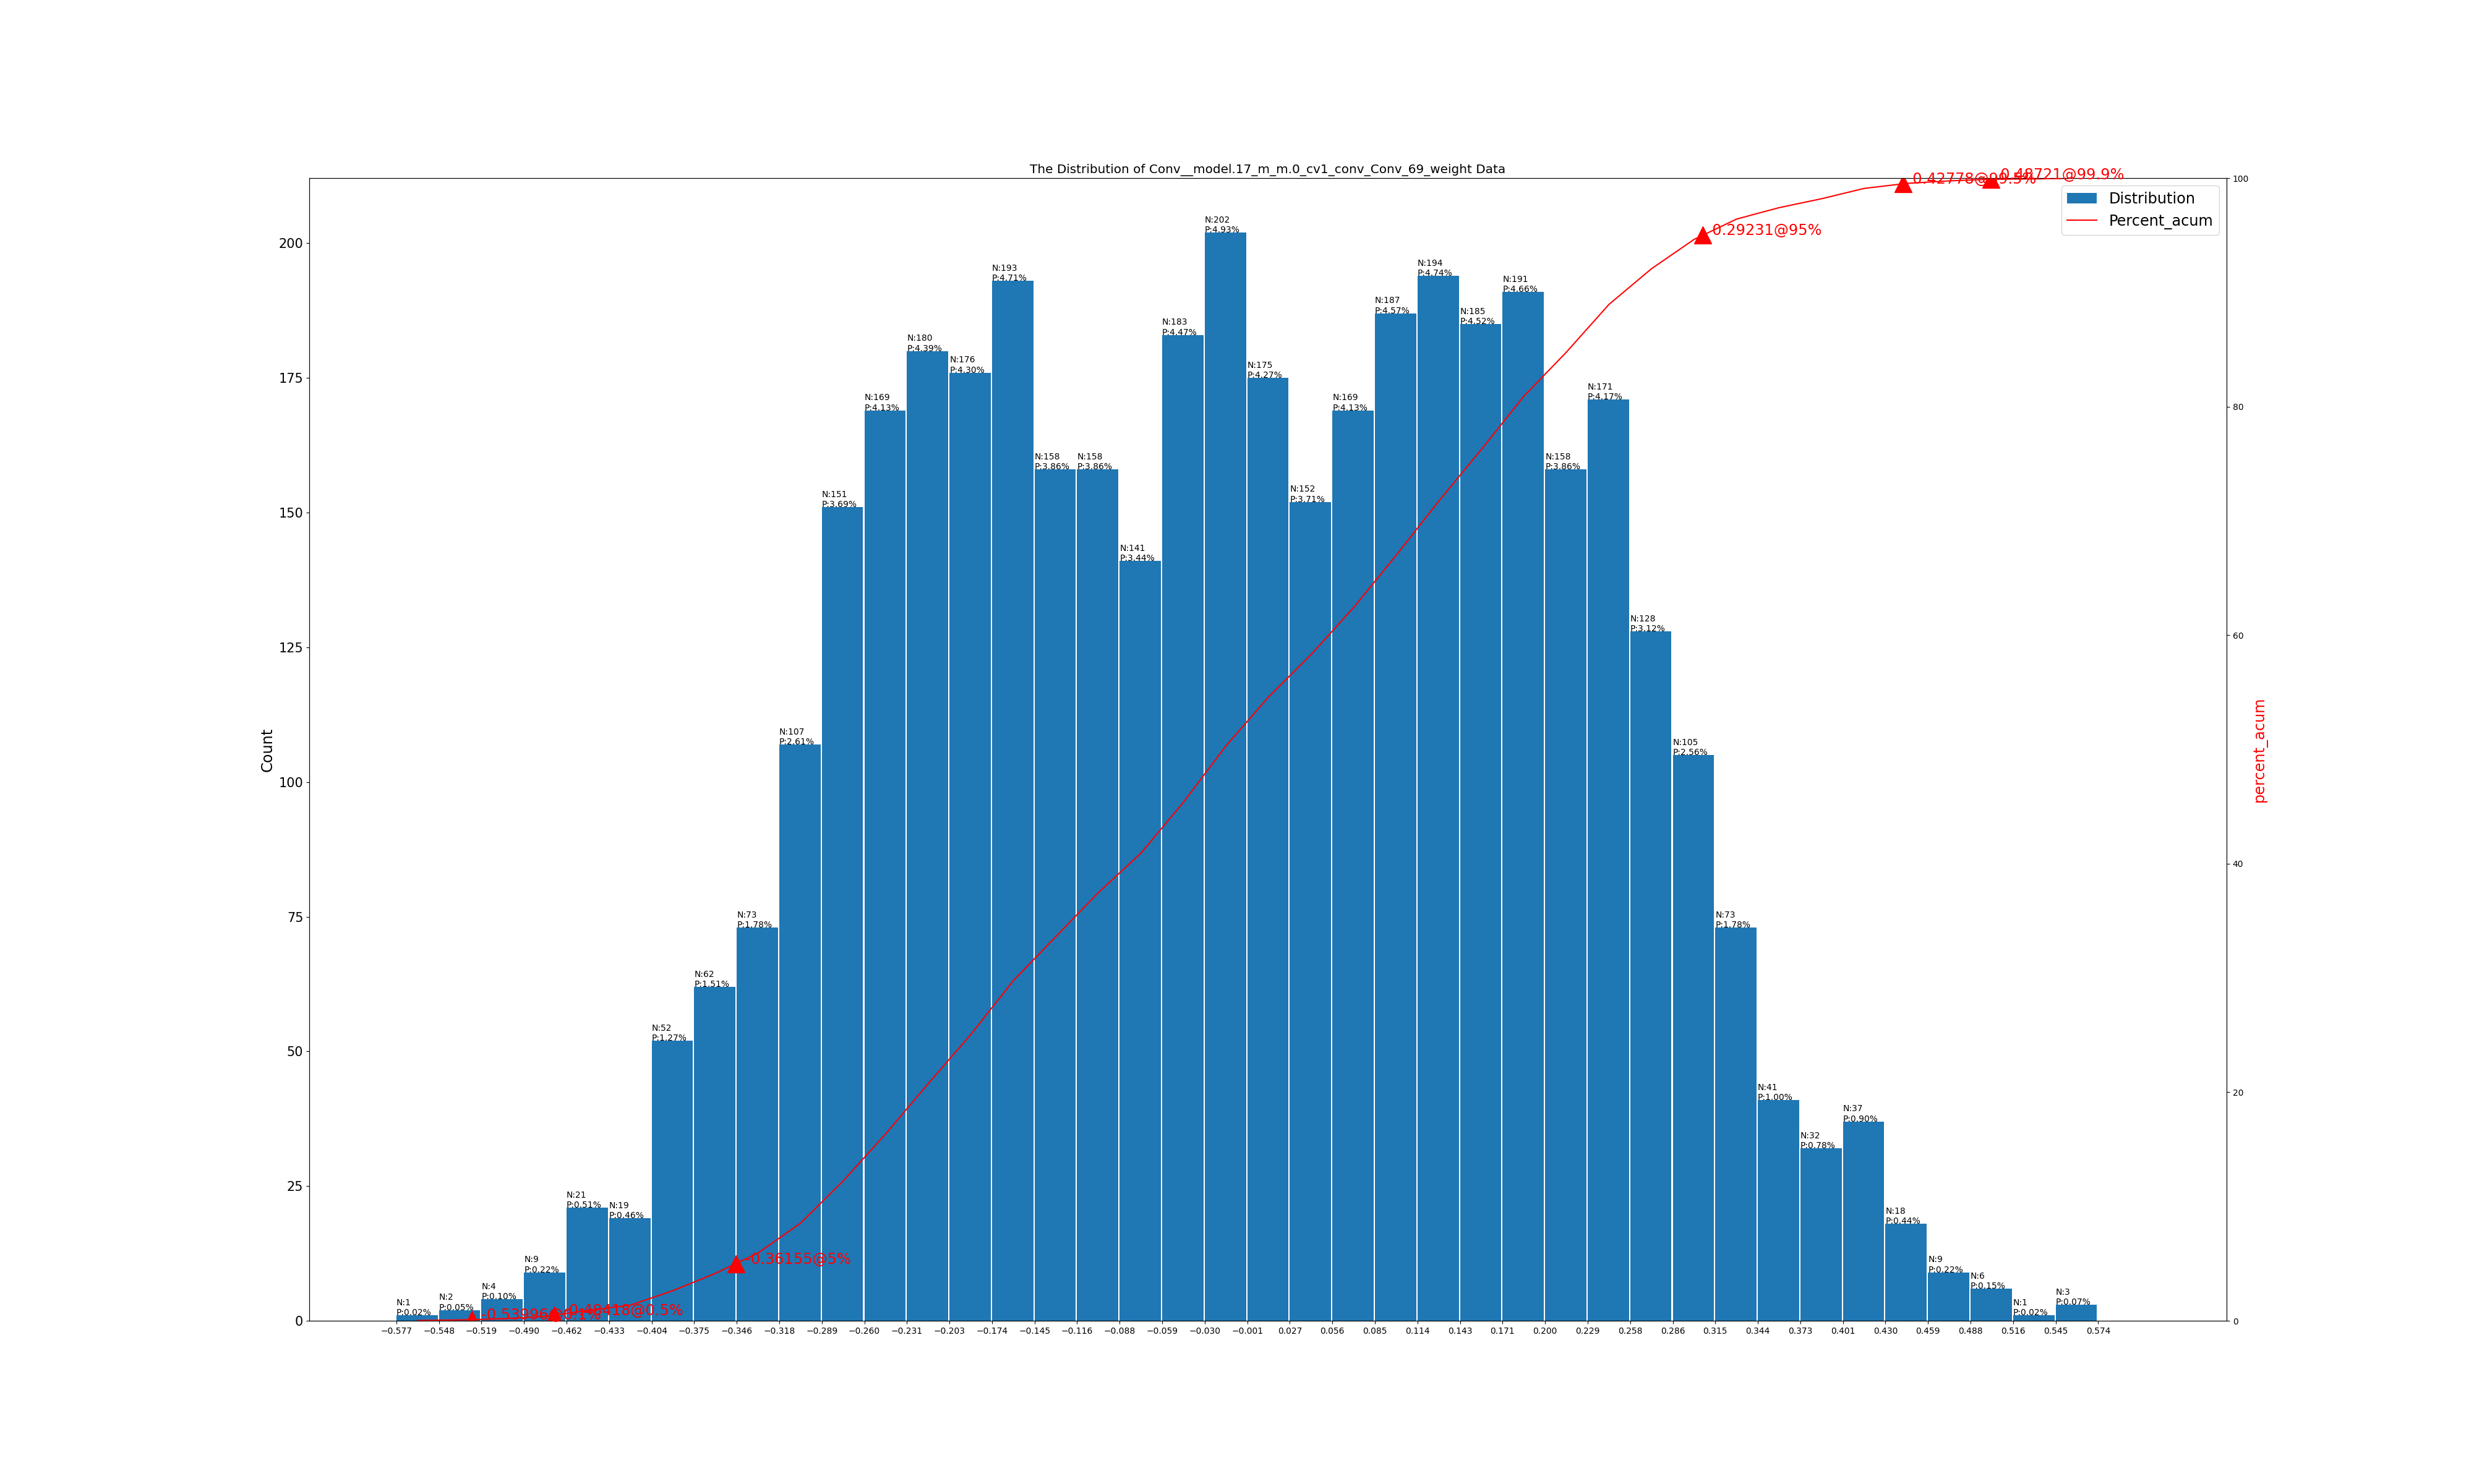 The Distribution of Conv__model.17_m_m.0_cv1_conv_Conv_69_weight Data
Distribution
Percent_acum
Count
percent_acum
0
25
50
75
100
125
150
175
200
0
20
40
60
80
100
N:1
P:0.02%
N:2
P:0.05%
N:4
P:0.10%
N:9
P:0.22%
N:21
P:0.51%
N:19
P:0.46%
N:52
P:1.27%
N:62
P:1.51%
N:73
P:1.78%
N:107
P:2.61%
N:151
P:3.69%
N:169
P:4.13%
N:180
P:4.39%
N:176
P:4.30%
N:193
P:4.71%
N:158
P:3.86%
N:158
P:3.86%
N:141
P:3.44%
N:183
P:4.47%
N:202
P:4.93%
N:175
P:4.27%
N:152
P:3.71%
N:169
P:4.13%
N:187
P:4.57%
N:194
P:4.74%
N:185
P:4.52%
N:191
P:4.66%
N:158
P:3.86%
N:171
P:4.17%
N:128
P:3.12%
N:105
P:2.56%
N:73
P:1.78%
N:41
P:1.00%
N:32
P:0.78%
N:37
P:0.90%
N:18
P:0.44%
N:9
P:0.22%
N:6
P:0.15%
N:1
P:0.02%
N:3
P:0.07%
-0.53996@0.1%
-0.48418@0.5%
-0.36155@5%
0.29231@95%
0.42778@99.5%
0.48721@99.9%
−0.577
−0.548
−0.519
−0.490
−0.462
−0.433
−0.404
−0.375
−0.346
−0.318
−0.289
−0.260
−0.231
−0.203
−0.174
−0.145
−0.116
−0.088
−0.059
−0.030
−0.001
0.027
0.056
0.085
0.114
0.143
0.171
0.200
0.229
0.258
0.286
0.315
0.344
0.373
0.401
0.430
0.459
0.488
0.516
0.545
0.574